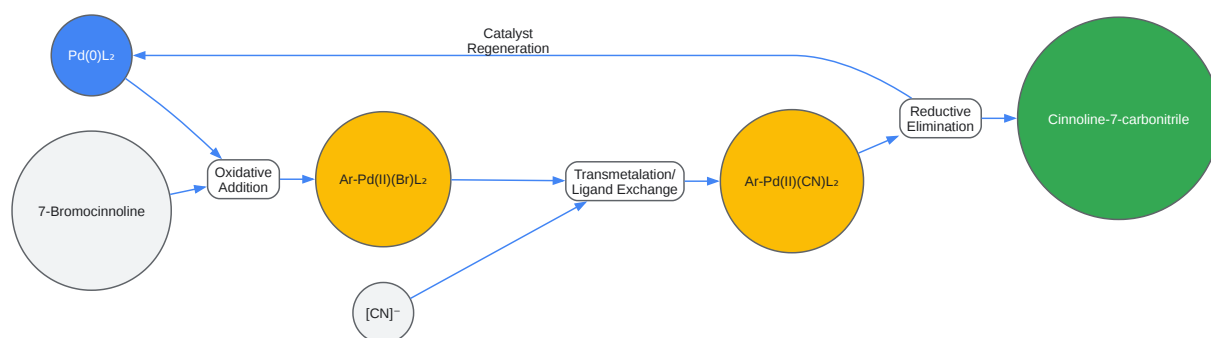 Catalyst
Regeneration
Pd(0)L₂
7-Bromocinnoline
Oxidative
Addition
Ar-Pd(II)(Br)L₂
[CN]⁻
Transmetalation/
Ligand Exchange
Ar-Pd(II)(CN)L₂
Reductive
Elimination
Cinnoline-7-carbonitrile